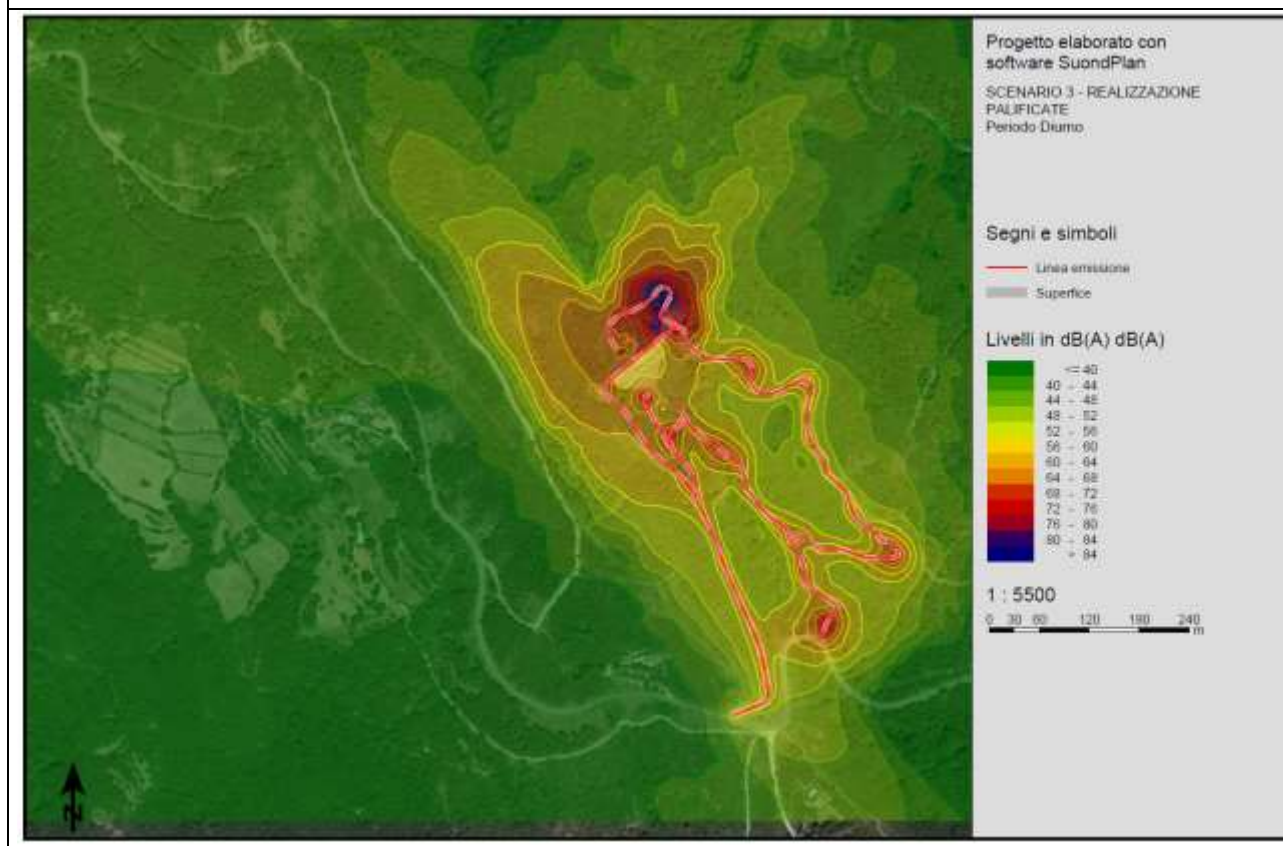 Progetto elaborato con
software SuondPlan
SCENARIO 3 - REALIZZAZIONE
PALIFICATE
Periodo Diurno
Segni e simboli
Linea emissione
Superfice
Livelli in dB(A) dB(A)
<= 40
40 - 44
44 - 48
48 - 52
52 - 56
56 - 60
60 - 64
64 - 68
68 - 72
72 - 76
76 - 80
80 - 84
+ 84
1 : 5500
0 30 60 120 180 240
m